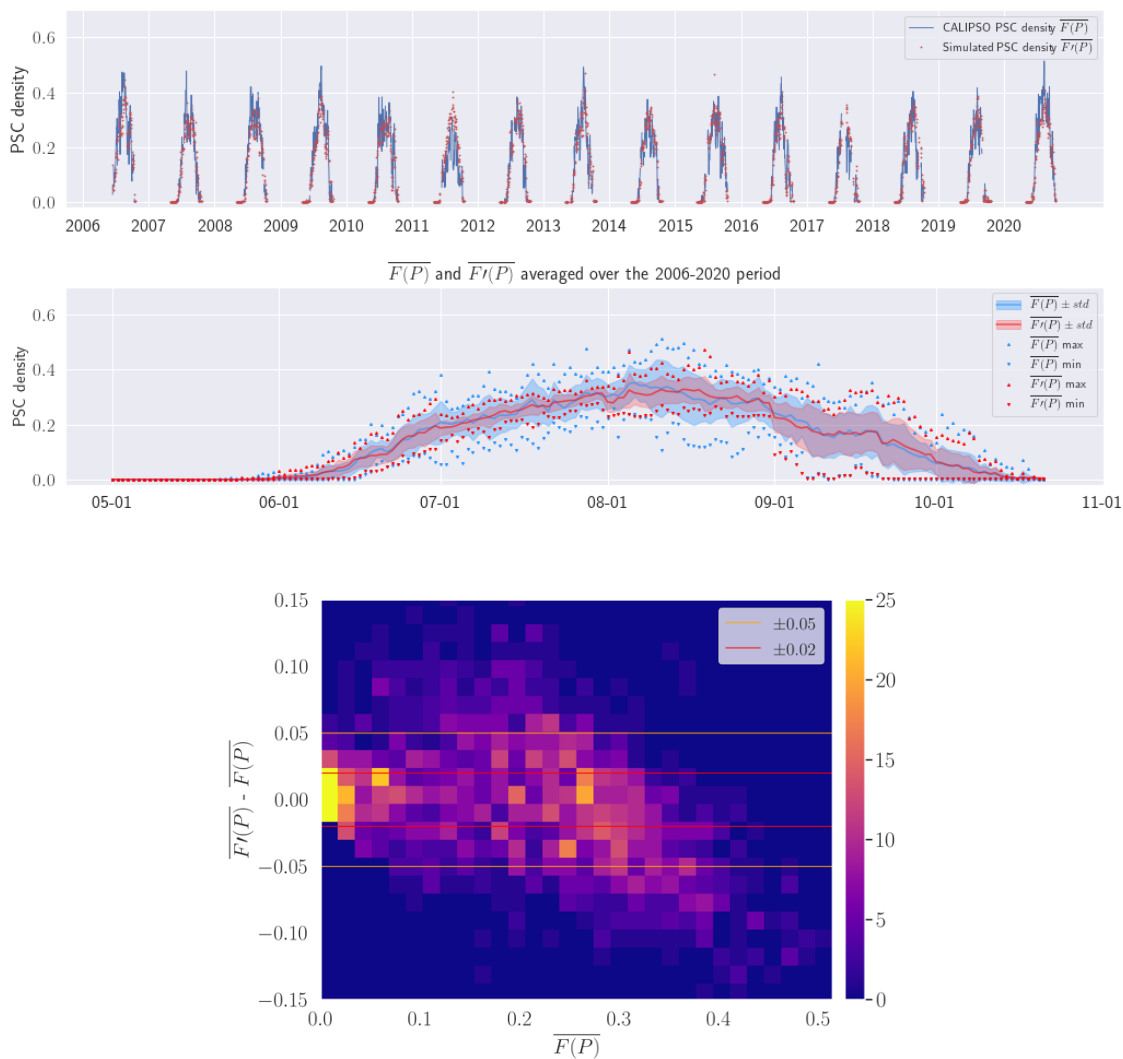 0.6
0.4
0.2
0.0
PSC density
CALIPSO PSC density F(P)
Simulated PSC density F′(P)
2006 2007 2008 2009 2010 2011 2012 2013 2014 2015 2016 2017 2018 2019 2020
F(P) and F′(P) averaged over the 2006-2020 period
0.6
0.4
0.2
0.0
PSC density
F(P) ± std
F′(P) ± std
F(P) max
F(P) min
F′(P) max
F′(P) min
05-01 06-01 07-01 08-01 09-01 10-01 11-01
0.15
0.10
0.05
0.00
−0.05
−0.10
−0.15
F′(P) - F(P)
±0.05
±0.02
25
20
15
10
5
0
0.0 0.1 0.2 0.3 0.4 0.5
F(P)